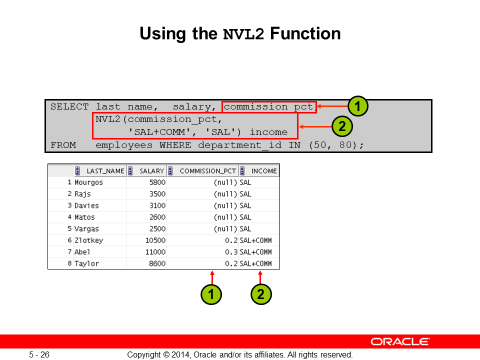 Using the NVL2 Function
SELECT last_name, salary, commission_pct
1
NVL2(commission_pct,
'SAL+COMM', 'SAL') income
2
FROM employees WHERE department_id IN (50, 80);
LAST_NAME SALARY COMMISSION_PCT INCOME
1 Mourgos 5800 (null) SAL
2 Rajs 3500 (null) SAL
3 Davies 3100 (null) SAL
4 Matos 2600 (null) SAL
5 Vargas 2500 (null) SAL
6 Zlotkey 10500 0.2 SAL+COMM
7 Abel 11000 0.3 SAL+COMM
8 Taylor 8600 0.2 SAL+COMM
1 2
ORACLE
5 - 26 Copyright © 2014, Oracle and/or its affiliates. All rights reserved.